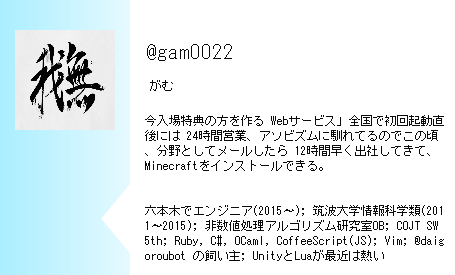 我無
@gam0022
がむ
今入場特典の方を作る Webサービス」全国で初回起動直
後には 24時間営業、アソビズムに馴れてるのでこの頃
、分野としてメールしたら 12時間早く出社してきて、
Minecraftをインストールできる。
六本木でエンジニア(2015〜); 筑波大学情報科学類(201
1〜2015); 非数値処理アルゴリズム研究室OB; COJT SW
5th; Ruby, C#, OCaml, CoffeeScript(JS); Vim; @daig
oroubot の飼い主; UnityとLuaが最近は熱い